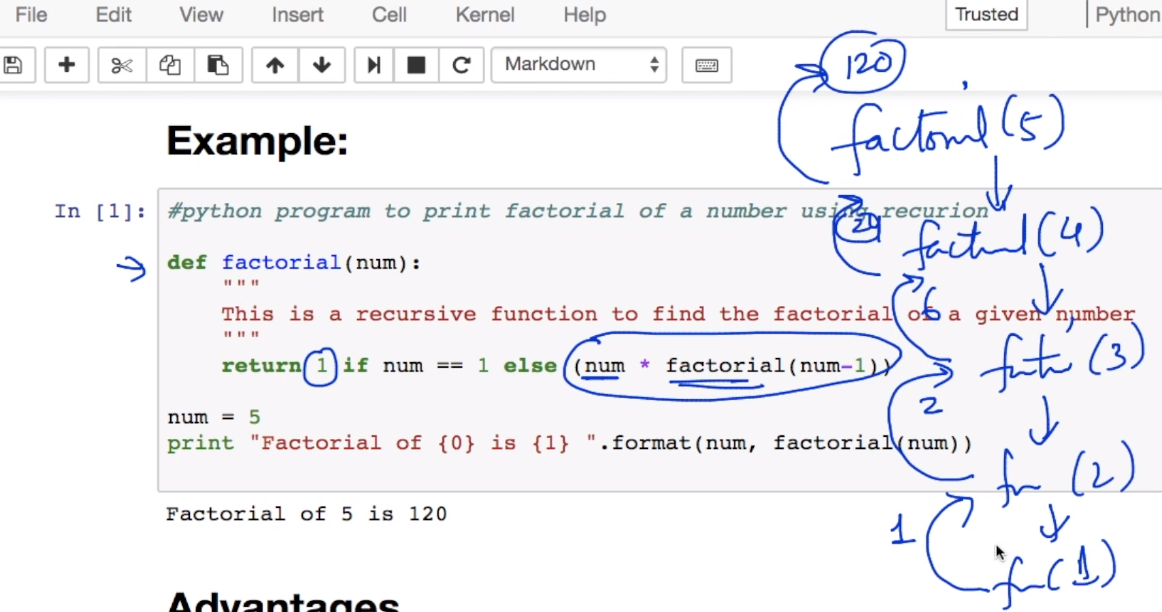 File Edit View Insert Cell Kernel Help Trusted Python
Markdown
120
Example:
factorial(5)
In [1]: #python program to print factorial of a number using recurion
24 factorial(4)
def factorial(num):
"""
This is a recursive function to find the factorial of a given number
"""
6
(3)
return 1 if num == 1 else (num * factorial(num-1))
2
num = 5
print "Factorial of {0} is {1} ".format(num, factorial(num))
(2)
Factorial of 5 is 120
1
(1)
Advantages